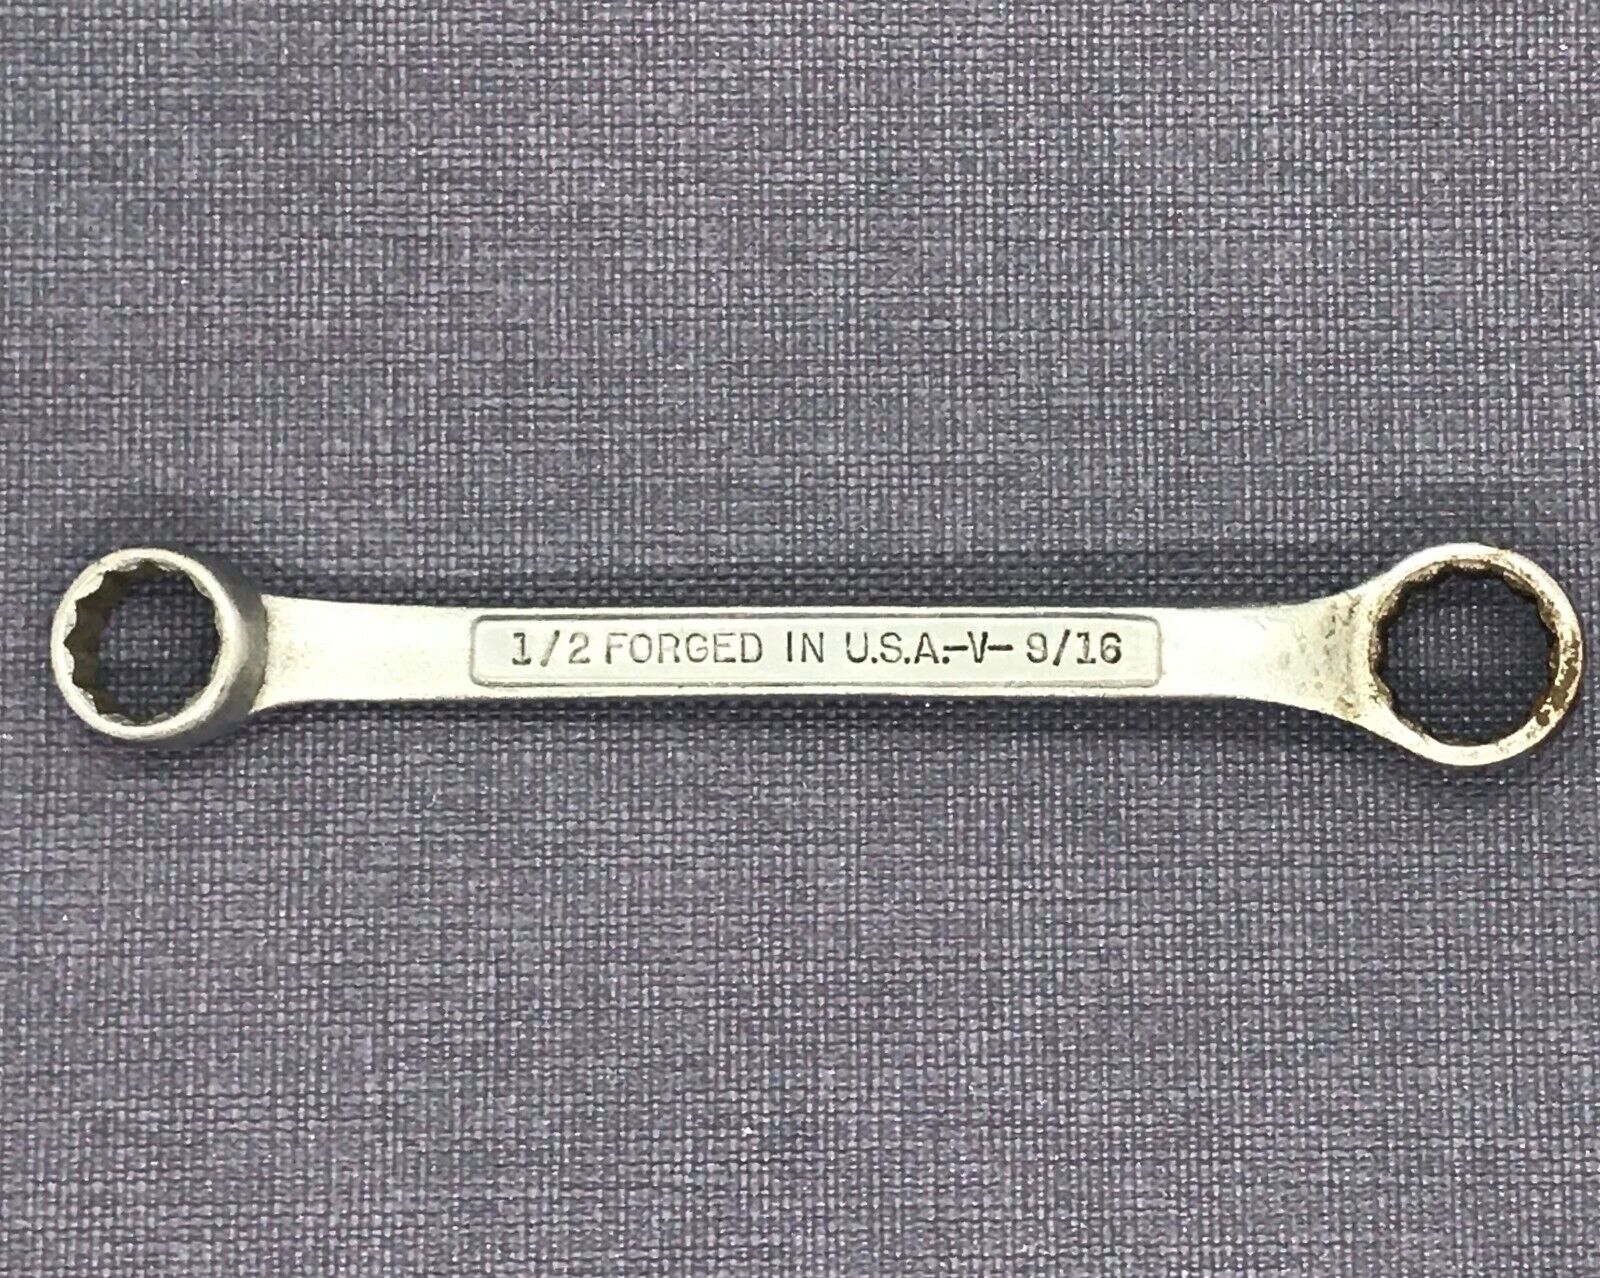 1/2 FORGED IN U.S.A.-V- 9/16